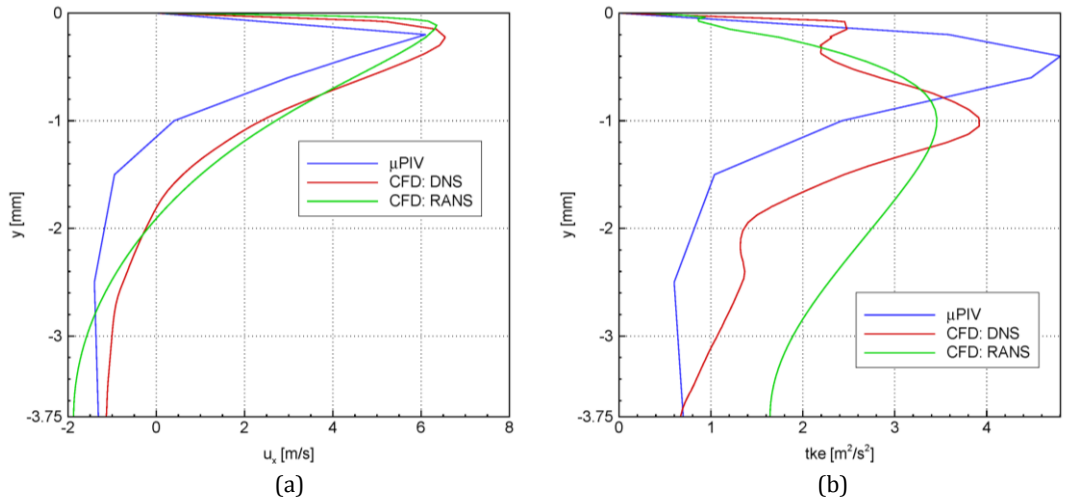 0
-1
-2
-3
-3.75
y [mm]
-2 0 2 4 6 8
uₓ [m/s]
μPIV
CFD: DNS
CFD: RANS
(a)
0
-1
-2
-3
-3.75
y [mm]
0 1 2 3 4
tke [m²/s²]
μPIV
CFD: DNS
CFD: RANS
(b)